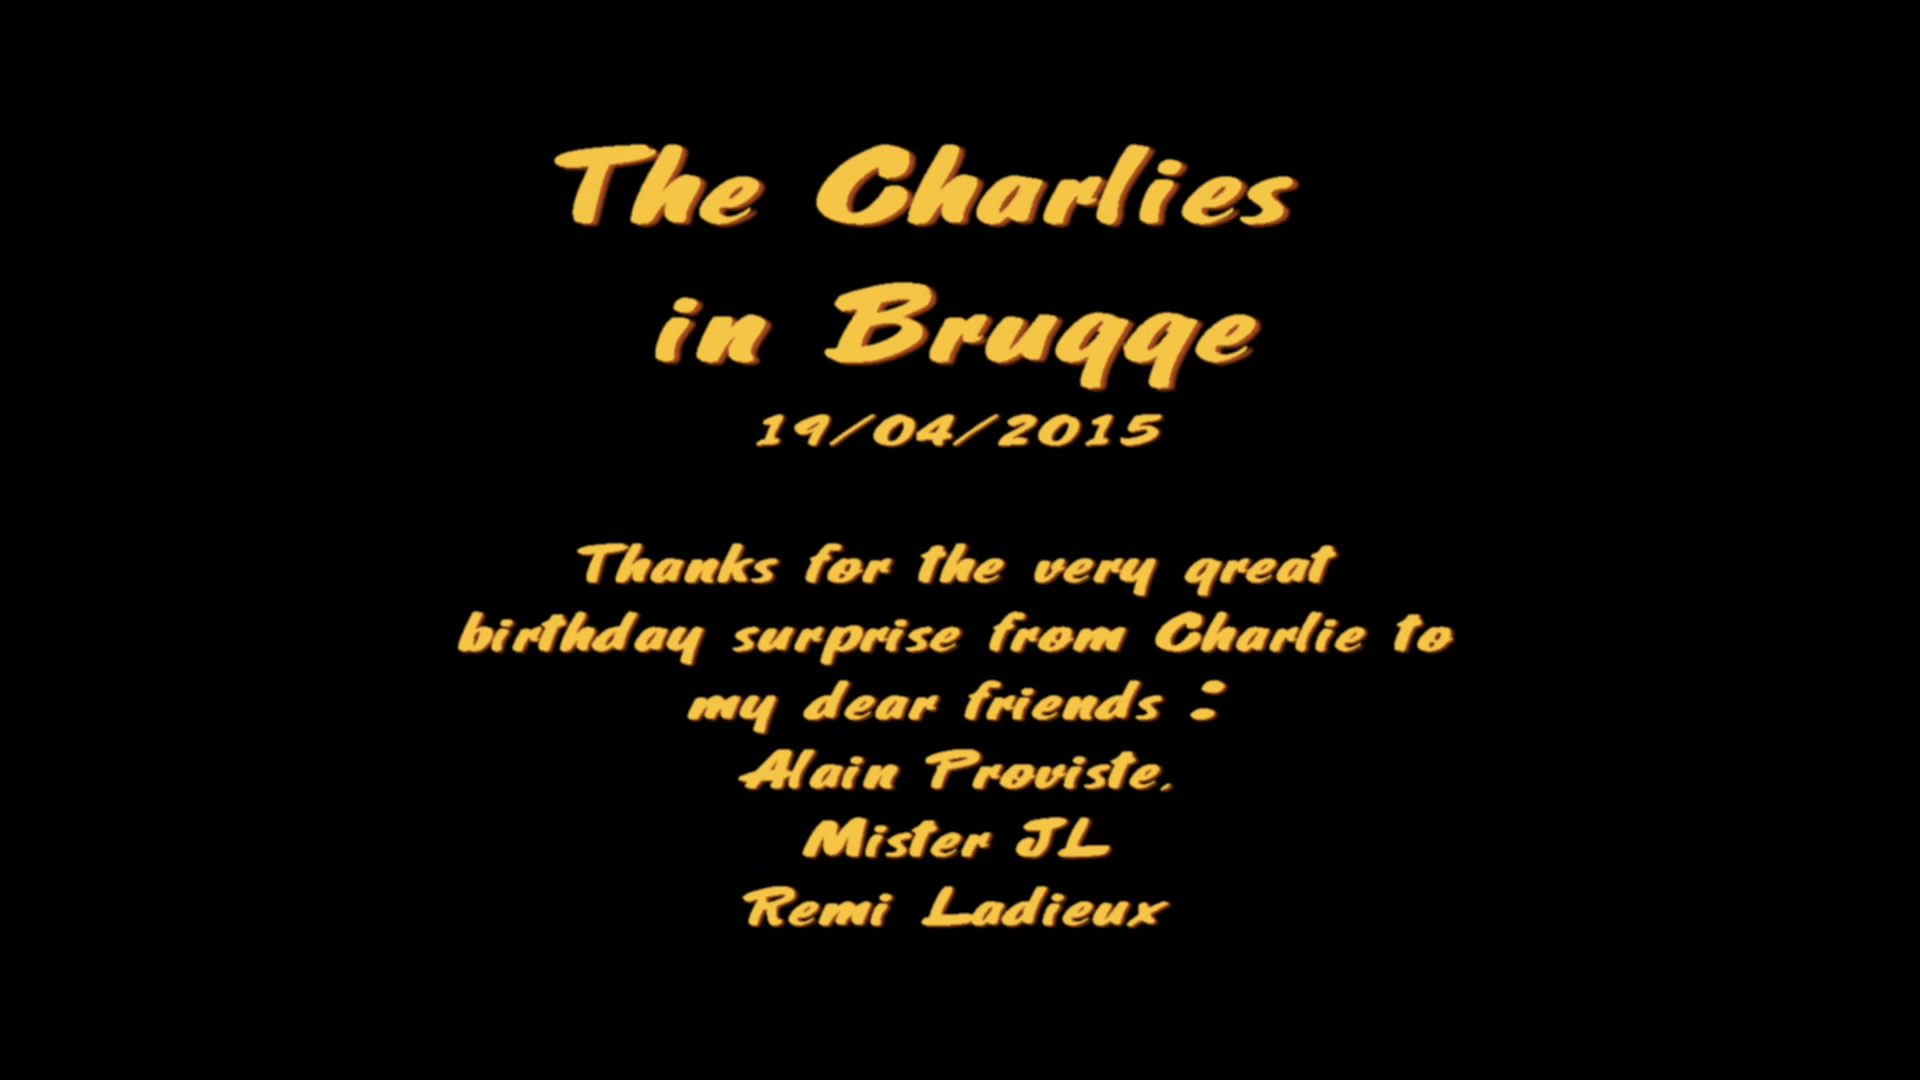 The Charlies
in Brugge
19/04/2015
Thanks for the very great
birthday surprise from Charlie to
my dear friends :
Alain Proviste,
Mister JL
Remi Ladieux